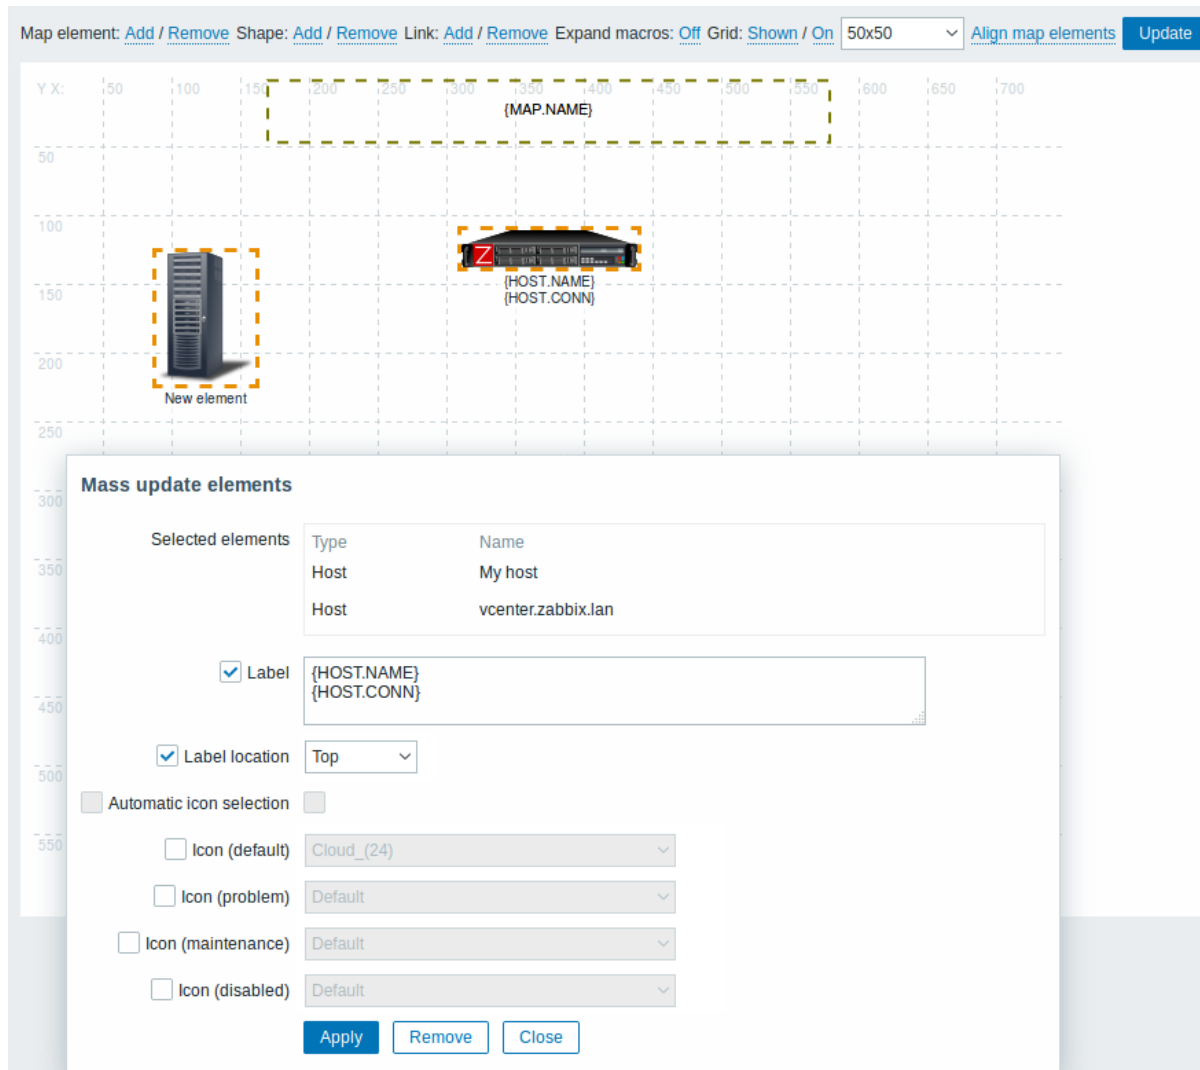 Map element: Add / Remove Shape: Add / Remove Link: Add / Remove Expand macros: Off Grid: Shown / On 50x50 Align map elements Update
Y X: 50 100 150 200 250 300 350 400 450 500 550 600 650 700
{MAP.NAME}
50
100
Z
{HOST.NAME}
150
{HOST.CONN}
200
New element
250
Mass update elements
300
Selected elements Type Name
Host My host
350
Host vcenter.zabbix.lan
400
Label {HOST.NAME}
{HOST.CONN}
450
Label location Top
500
Automatic icon selection
550
Icon (default) Cloud_(24)
Icon (problem) Default
Icon (maintenance) Default
Icon (disabled) Default
Apply Remove Close